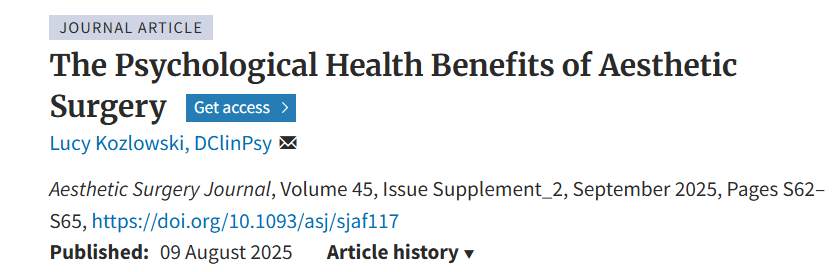 JOURNAL ARTICLE
The Psychological Health Benefits of Aesthetic
Surgery Get access >
Lucy Kozlowski, DClinPsy
Aesthetic Surgery Journal, Volume 45, Issue Supplement_2, September 2025, Pages S62–
S65, https://doi.org/10.1093/asj/sjaf117
Published: 09 August 2025 Article history ▾